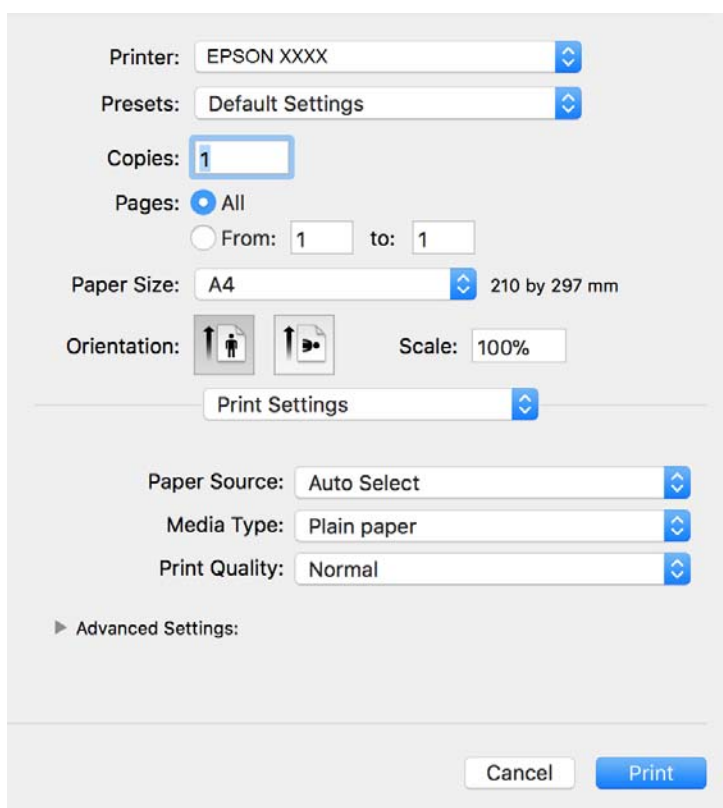 Printer: EPSON XXXX
Presets: Default Settings
Copies: 1
Pages: All
From: 1 to: 1
Paper Size: A4 210 by 297 mm
Orientation: Scale: 100%
Print Settings
Paper Source: Auto Select
Media Type: Plain paper
Print Quality: Normal
Advanced Settings:
Cancel Print